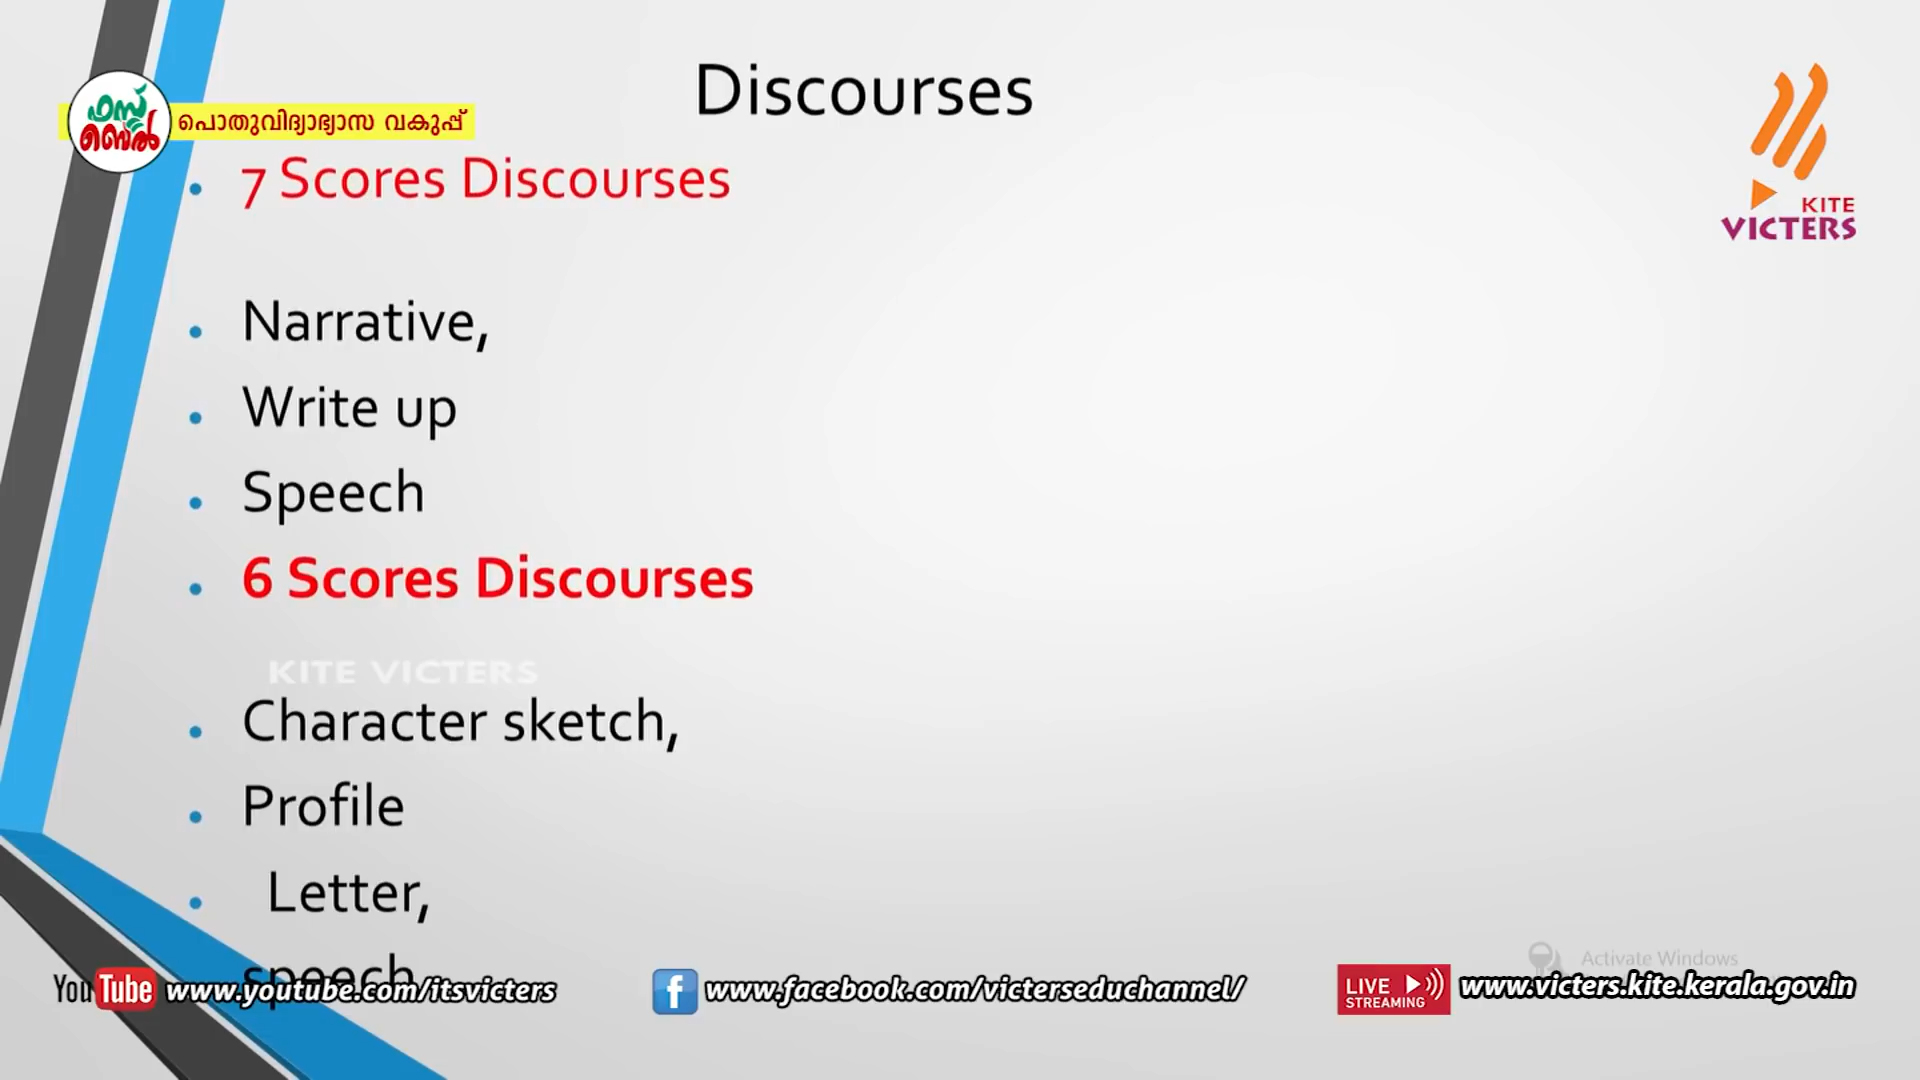 Discourses
ഫസ്റ്റ്
ബെൽ
പൊതുവിദ്യാഭ്യാസ വകുപ്പ്
7 Scores Discourses
KITE
VICTERS
Narrative,
Write up
Speech
6 Scores Discourses
KITE VICTERS
Character sketch,
Profile
Letter,
speech
Activate Windows
YouTube www.youtube.com/itsvicters
f www.facebook.com/victerseduchannel/
LIVE
STREAMING
www.victers.kite.kerala.gov.in